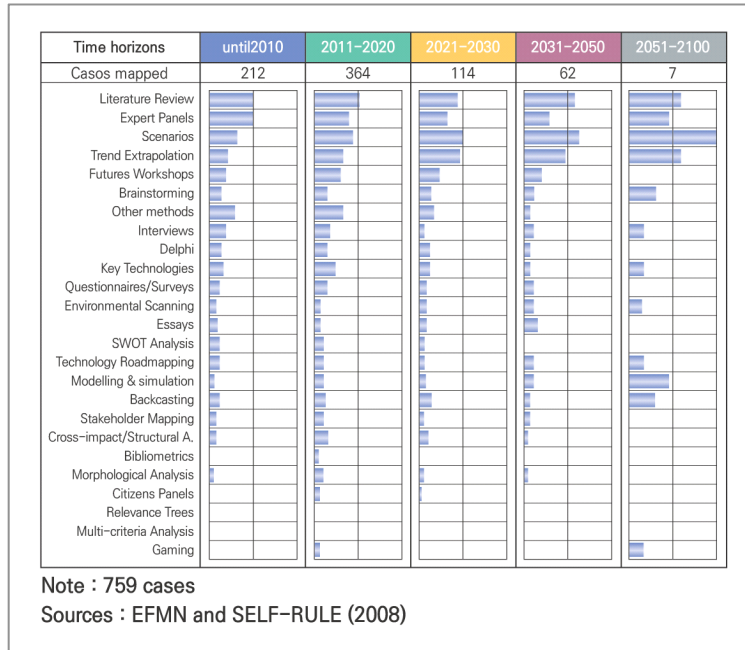 Time horizons until2010 2011-2020 2021-2030 2031-2050 2051-2100
Casos mapped 212 364 114 62 7
Literature Review
Expert Panels
Scenarios
Trend Extrapolation
Futures Workshops
Brainstorming
Other methods
Interviews
Delphi
Key Technologies
Questionnaires/Surveys
Environmental Scanning
Essays
SWOT Analysis
Technology Roadmapping
Modelling & simulation
Backcasting
Stakeholder Mapping
Cross-impact/Structural A.
Bibliometrics
Morphological Analysis
Citizens Panels
Relevance Trees
Multi-criteria Analysis
Gaming
Note : 759 cases
Sources : EFMN and SELF-RULE (2008)